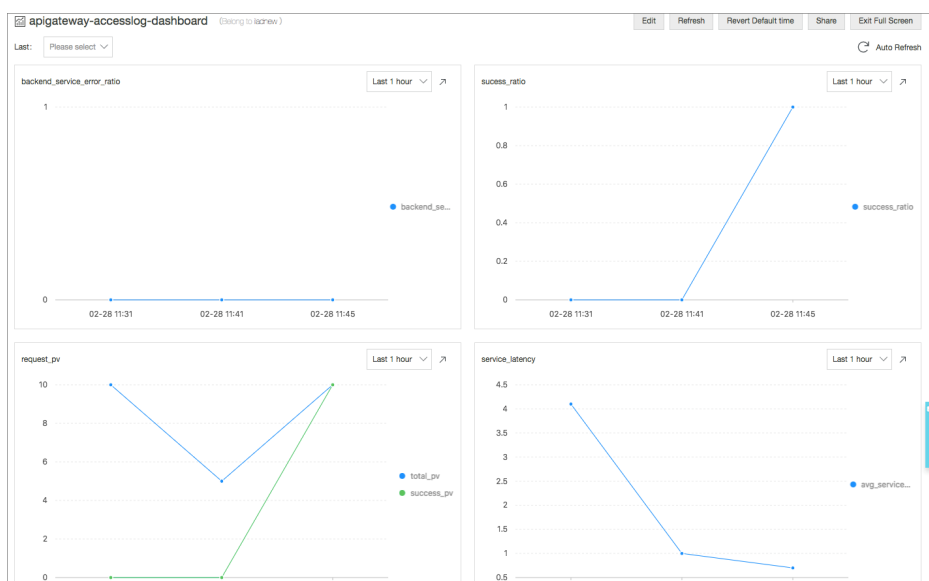 apigateway-accesslog-dashboard (Belong to iadnew ) Edit Refresh Revert Default time Share Exit Full Screen
Last: Please select Auto Refresh
backend_service_error_ratio Last 1 hour
1
backend_se...
0
02-28 11:31 02-28 11:41 02-28 11:45
sucess_ratio Last 1 hour
1
0.8
0.6
success_ratio
0.4
0.2
0
02-28 11:31 02-28 11:41 02-28 11:45
request_pv Last 1 hour
10
8
6
total_pv
success_pv
4
2
0
service_latency Last 1 hour
4.5
4
3.5
3
2.5
avg_service...
2
1.5
1
0.5